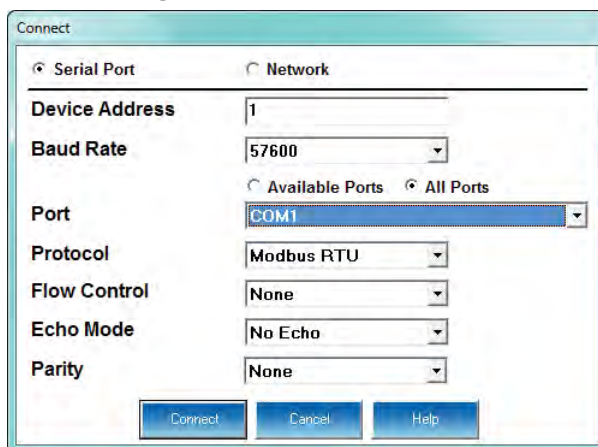 Connect
Serial Port Network
Device Address 1
Baud Rate 57600
Available Ports All Ports
Port COM1
Protocol Modbus RTU
Flow Control None
Echo Mode No Echo
Parity None
Connect Cancel Help